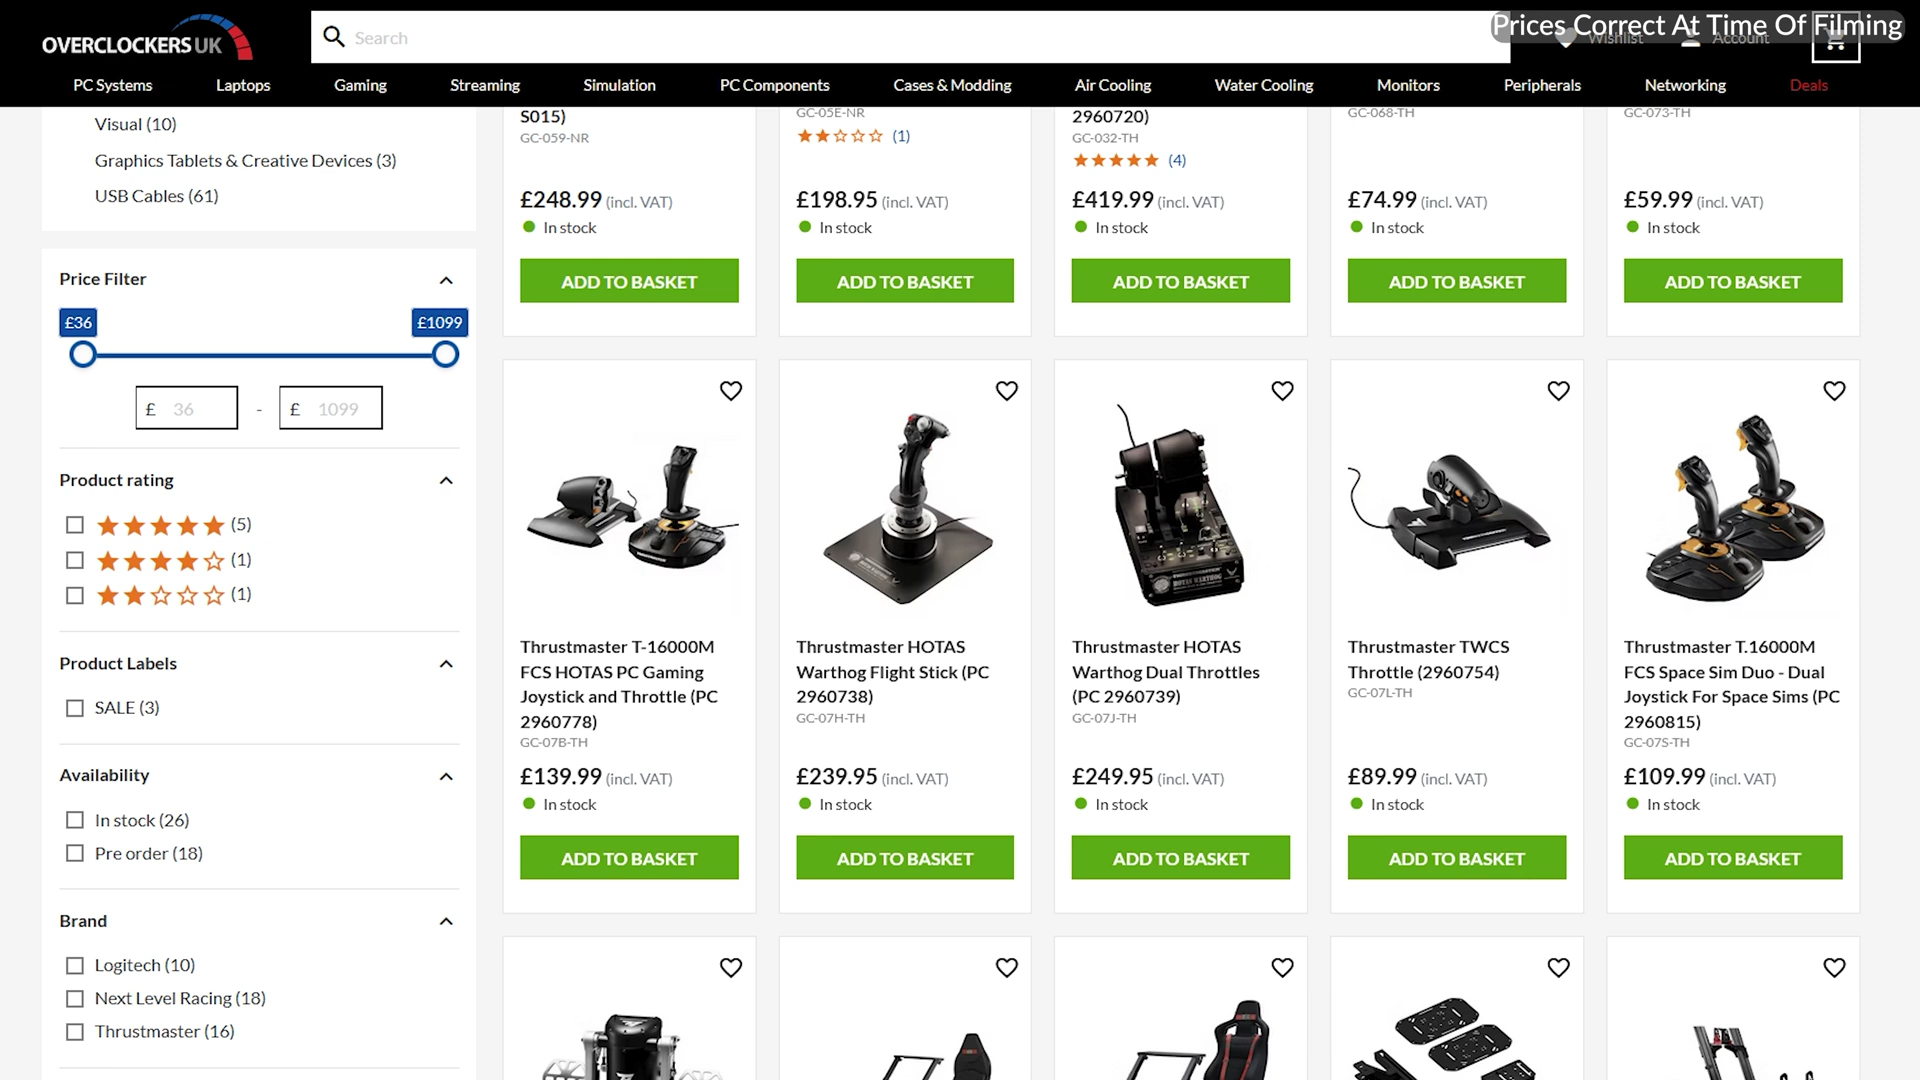 OVERCLOCKERS UK
Search
Wishlist
Account
Prices Correct At Time Of Filming
PC Systems
Laptops
Gaming
Streaming
Simulation
PC Components
Cases & Modding
Air Cooling
Water Cooling
Monitors
Peripherals
Networking
Deals
Visual (10)
Graphics Tablets & Creative Devices (3)
USB Cables (61)
Price Filter
£36
£1099
£ 36 - £ 1099
Product rating
(5)
(1)
(1)
Product Labels
SALE (3)
Availability
In stock (26)
Pre order (18)
Brand
Logitech (10)
Next Level Racing (18)
Thrustmaster (16)
S015)
GC-059-NR
£248.99 (incl. VAT)
In stock
ADD TO BASKET
GC-05E-NR
(1)
£198.95 (incl. VAT)
In stock
ADD TO BASKET
2960720)
GC-032-TH
(4)
£419.99 (incl. VAT)
In stock
ADD TO BASKET
GC-068-TH
£74.99 (incl. VAT)
In stock
ADD TO BASKET
GC-073-TH
£59.99 (incl. VAT)
In stock
ADD TO BASKET
Thrustmaster T-16000M
FCS HOTAS PC Gaming
Joystick and Throttle (PC
2960778)
GC-07B-TH
£139.99 (incl. VAT)
In stock
ADD TO BASKET
Thrustmaster HOTAS
Warthog Flight Stick (PC
2960738)
GC-07H-TH
£239.95 (incl. VAT)
In stock
ADD TO BASKET
Thrustmaster HOTAS
Warthog Dual Throttles
(PC 2960739)
GC-07J-TH
£249.95 (incl. VAT)
In stock
ADD TO BASKET
Thrustmaster TWCS
Throttle (2960754)
GC-07L-TH
£89.99 (incl. VAT)
In stock
ADD TO BASKET
Thrustmaster T.16000M
FCS Space Sim Duo - Dual
Joystick For Space Sims (PC
2960815)
GC-07S-TH
£109.99 (incl. VAT)
In stock
ADD TO BASKET